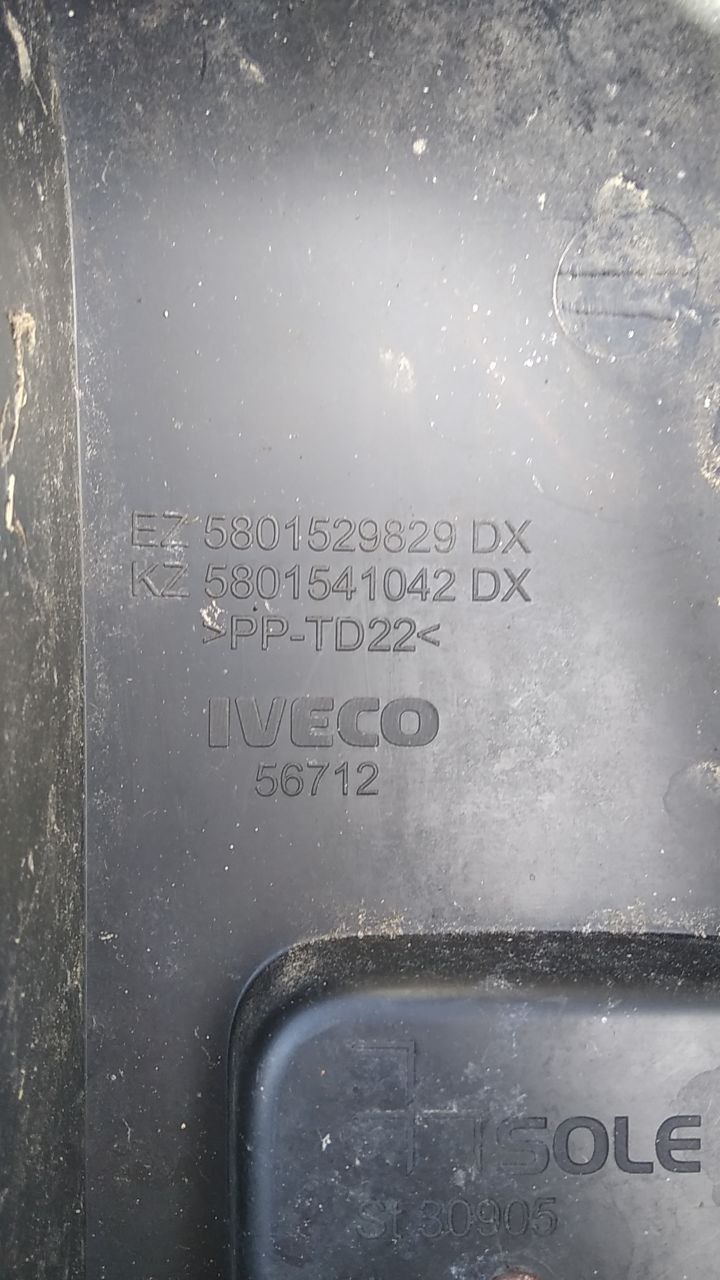 EZ 5801529829 DX
KZ 5801541042 DX
>PP-TD22<
IVECO
56712
SOLE
St 30905